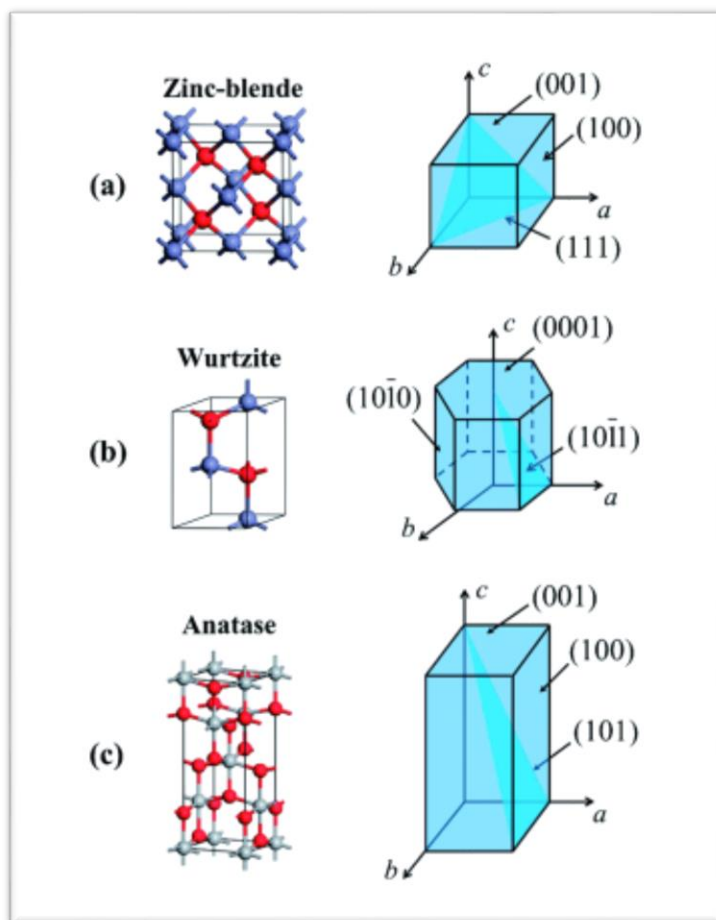 Zinc-blende
(a)
c
(001)
(100)
a
(111)
b
Wurtzite
(b)
c
(0001)
(101̄0)
(101̄1)
a
b
Anatase
(c)
c
(001)
(100)
(101)
a
b